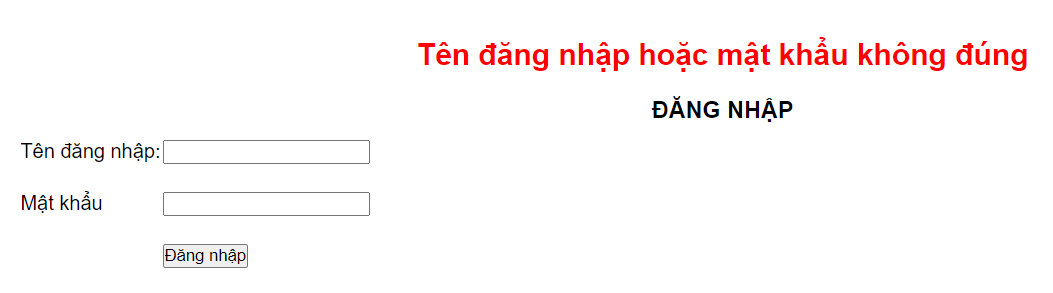 Tên đăng nhập hoặc mật khẩu không đúng
ĐĂNG NHẬP
Tên đăng nhập:
Mật khẩu
Đăng nhập